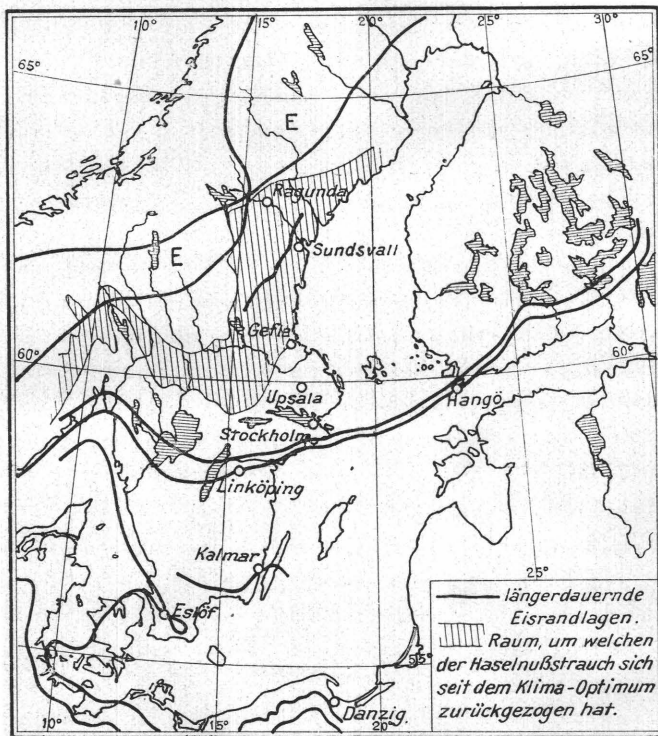 10° 15° 20° 25° 30°
65° 65°
E
Ragunda
E
Sundsvall
Gefle
60° 60°
Upsala
Hangö
Stockholm
Linköping
Kalmar
25°
Eslöf
55°
Danzig
10° 15° 20°
längerdauernde
Eisrandlagen.
Raum, um welchen
der Haselnußstrauch sich
seit dem Klima-Optimum
zurückgezogen hat.